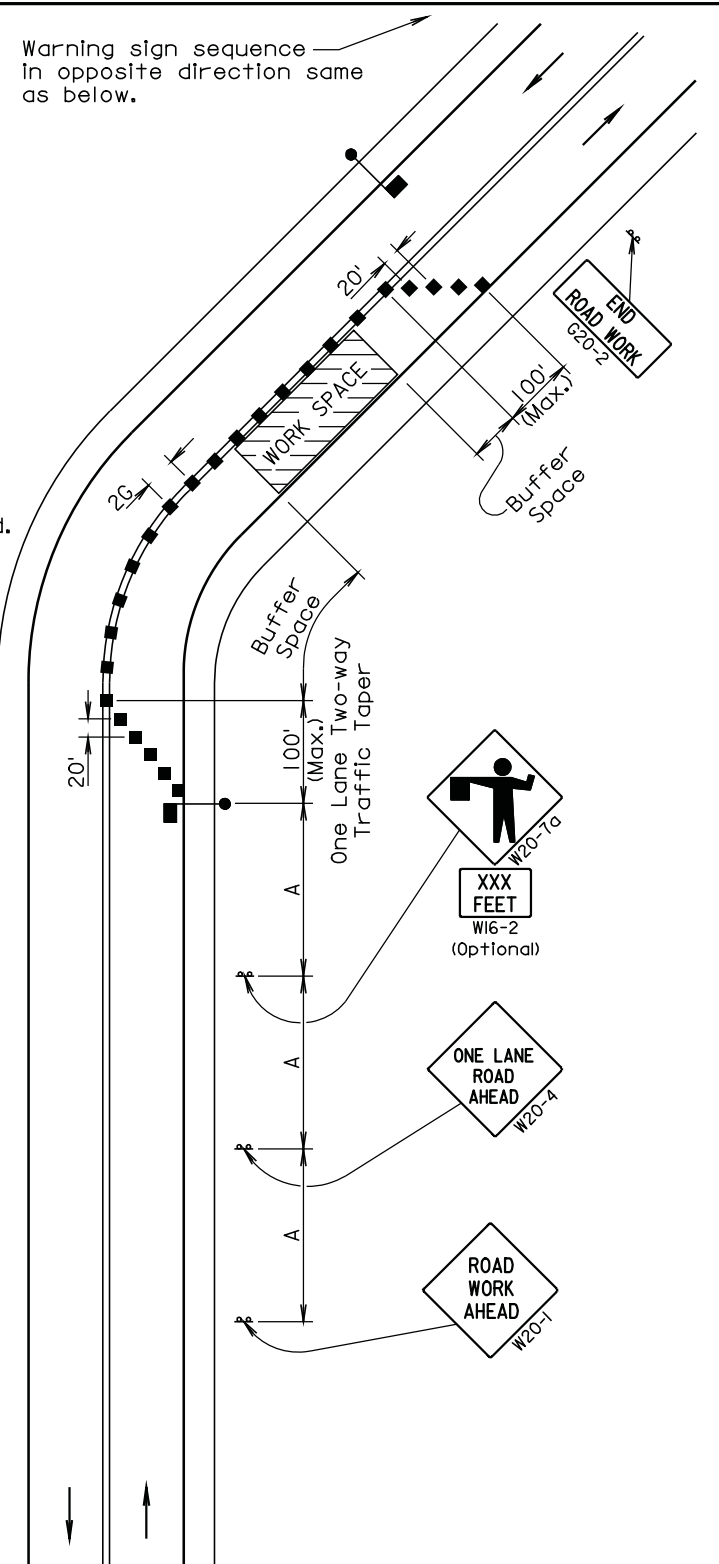 Warning sign sequence
in opposite direction same
as below.
20'
END
ROAD WORK
G20-2
100'
(Max.)
WORK SPACE
Buffer
Space
2G
d.
Buffer
Space
20'
100'
(Max.)
One Lane Two-way
Traffic Taper
W20-7a
XXX
FEET
W16-2
(Optional)
A
A
ONE LANE
ROAD
AHEAD
W20-4
A
ROAD
WORK
AHEAD
W20-1